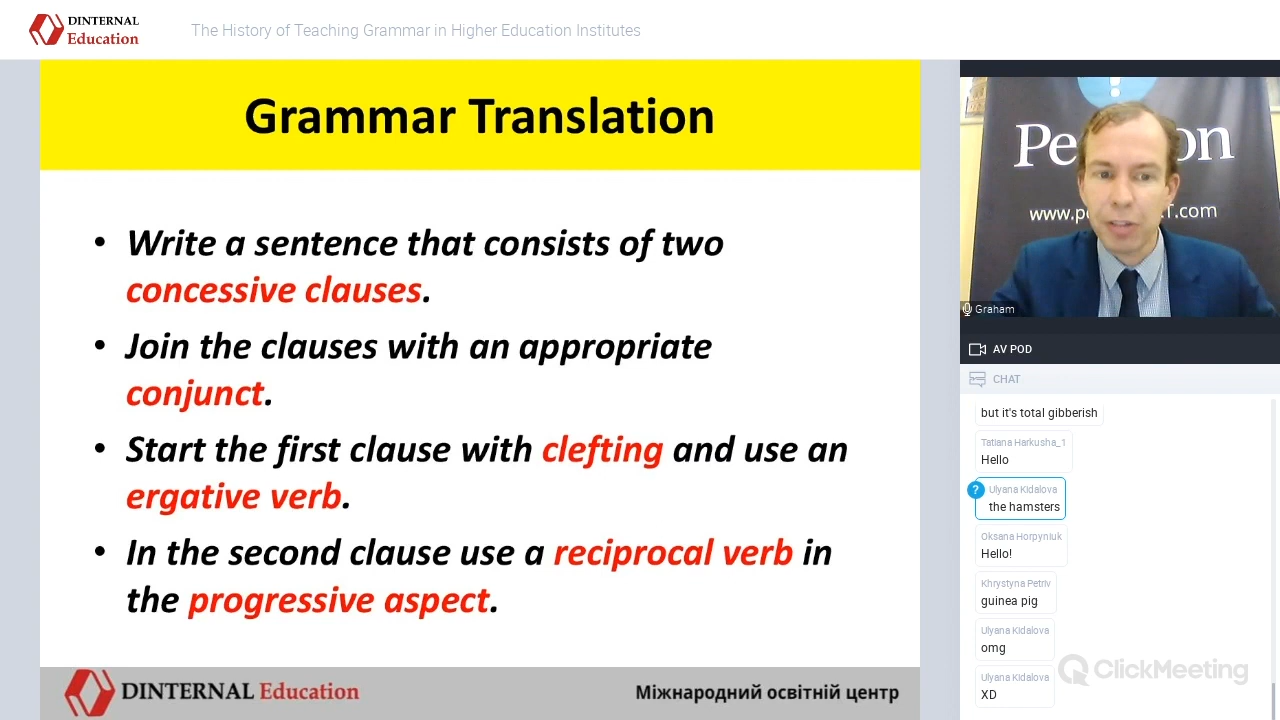 DINTERNAL
Education
The History of Teaching Grammar in Higher Education Institutes
Grammar Translation
• Write a sentence that consists of two
concessive clauses.
• Join the clauses with an appropriate
conjunct.
• Start the first clause with clefting and use an
ergative verb.
• In the second clause use a reciprocal verb in
the progressive aspect.
DINTERNAL Education
Міжнародний освітній центр
Graham
AV POD
CHAT
but it's total gibberish
Tatiana Harkusha_1
Hello
?
Ulyana Kidalova
the hamsters
Oksana Horpyniuk
Hello!
Khrystyna Petriv
guinea pig
Ulyana Kidalova
omg
Ulyana Kidalova
XD
ClickMeeting